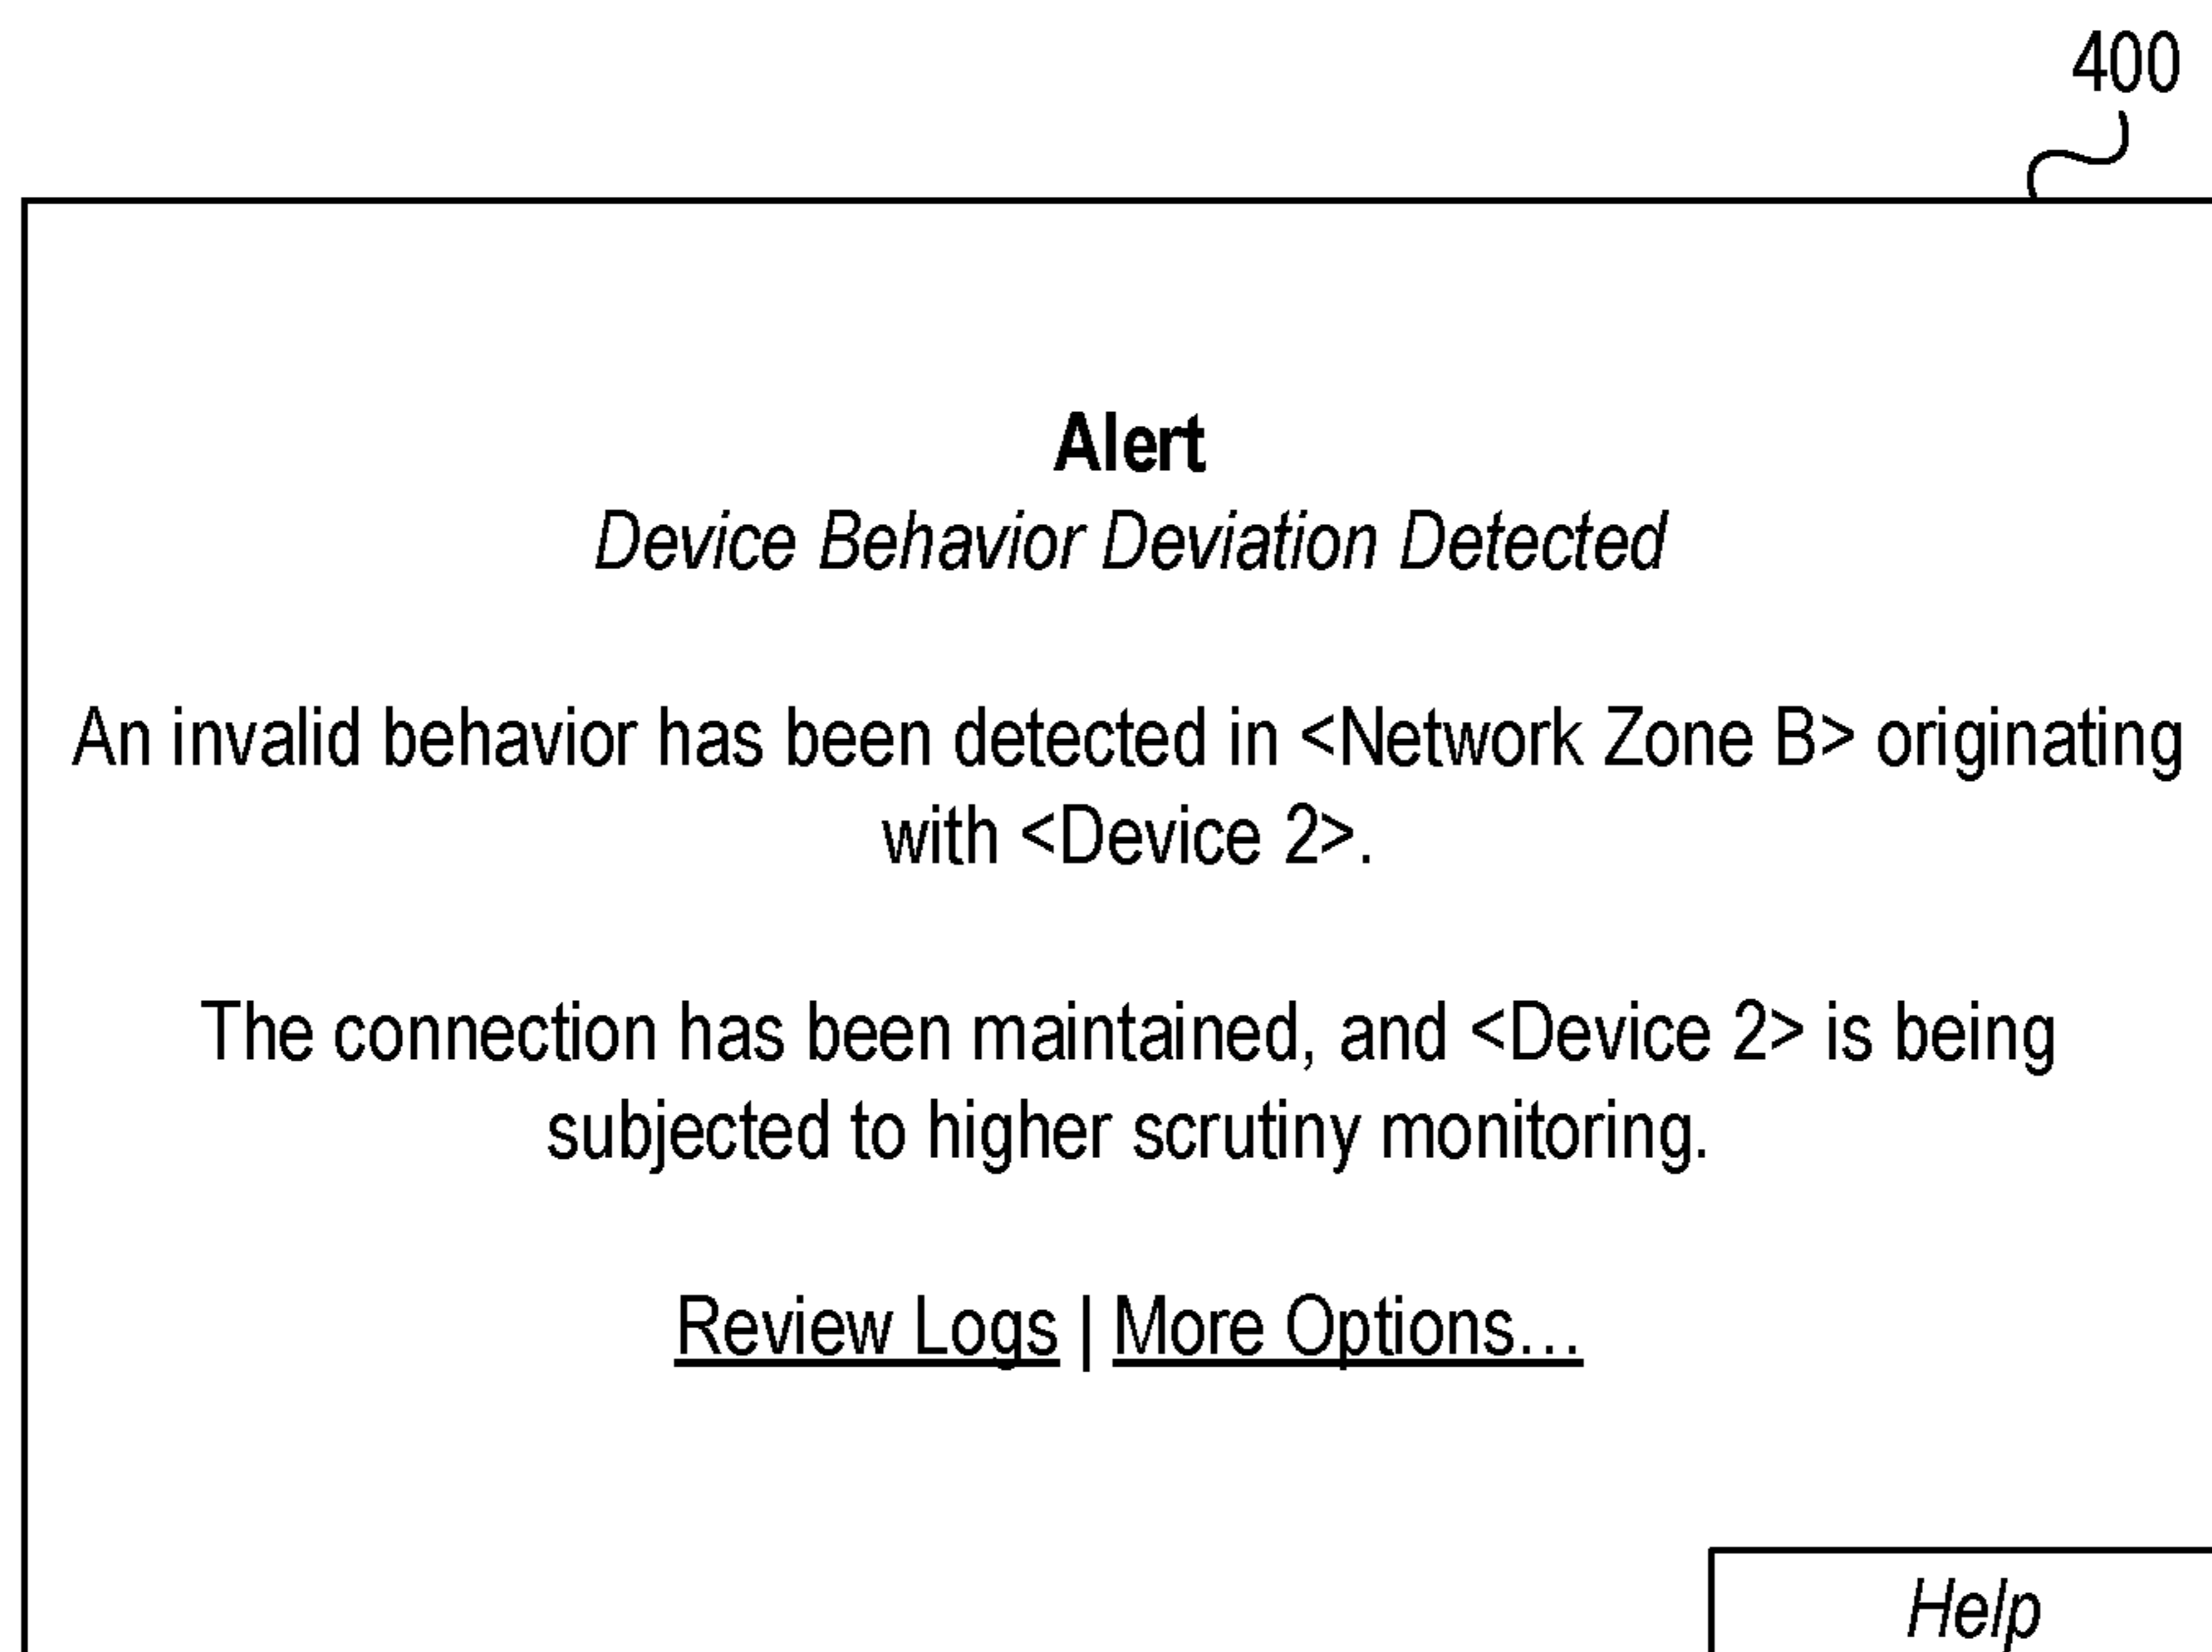 400
Alert
Device Behavior Deviation Detected
An invalid behavior has been detected in <Network Zone B> originating
with <Device 2>.
The connection has been maintained, and <Device 2> is being
subjected to higher scrutiny monitoring.
Review Logs | More Options...
Help